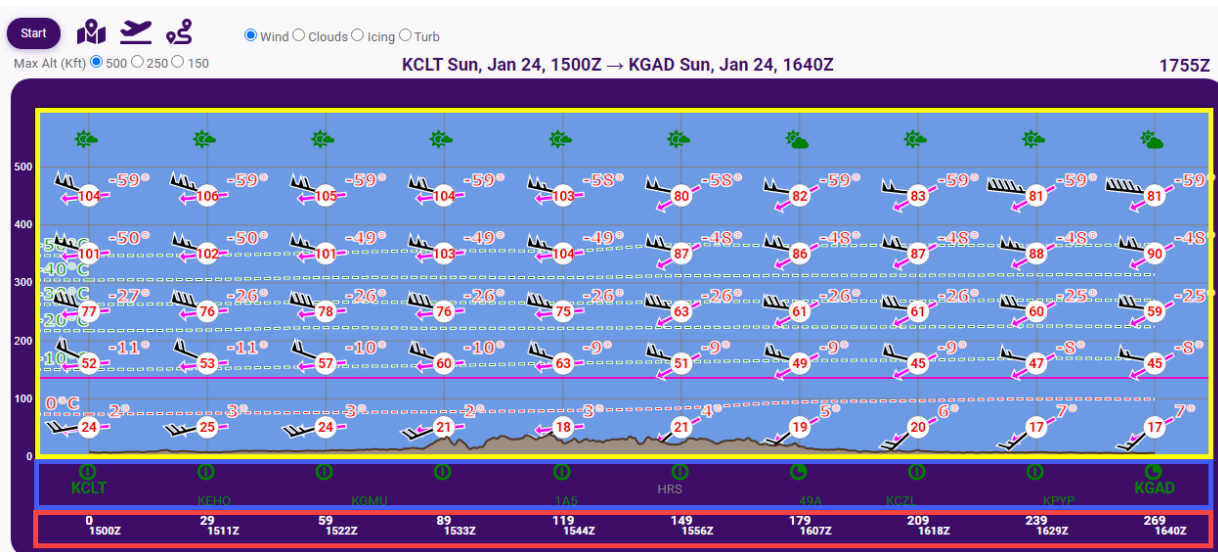 Start Wind Clouds Icing Turb
Max Alt (Kft) 500 250 150 KCLT Sun, Jan 24, 1500Z → KGAD Sun, Jan 24, 1640Z 1755Z
500
-59° -59° -59° -59° -58° -58° -59° -59° -59° -59°
104 106 105 104 103 80 82 83 81 81
400
-50°C -50° -50° -49° -49° -49° -48° -48° -48° -48° -48°
101 102 101 103 104 87 86 87 88 90
-40°C
300
-30°C -27° -26° -26° -26° -26° -26° -26° -26° -25° -25°
77 76 78 76 75 63 61 61 60 59
-20°C
200
-10 -11° -11° -10° -10° -9° -9° -9° -9° -8° -8°
52 53 57 60 63 51 49 45 47 45
100
0°C 2° 3° 3° 2° 3° 4° 5° 6° 7° 7°
24 25 24 21 18 21 19 20 17 17
0
KCLT HRS KGAD
KEHO KGMU 1A5 49A KCZL KPYP
0 29 59 89 119 149 179 209 239 269
1500Z 1511Z 1522Z 1533Z 1544Z 1556Z 1607Z 1618Z 1629Z 1640Z